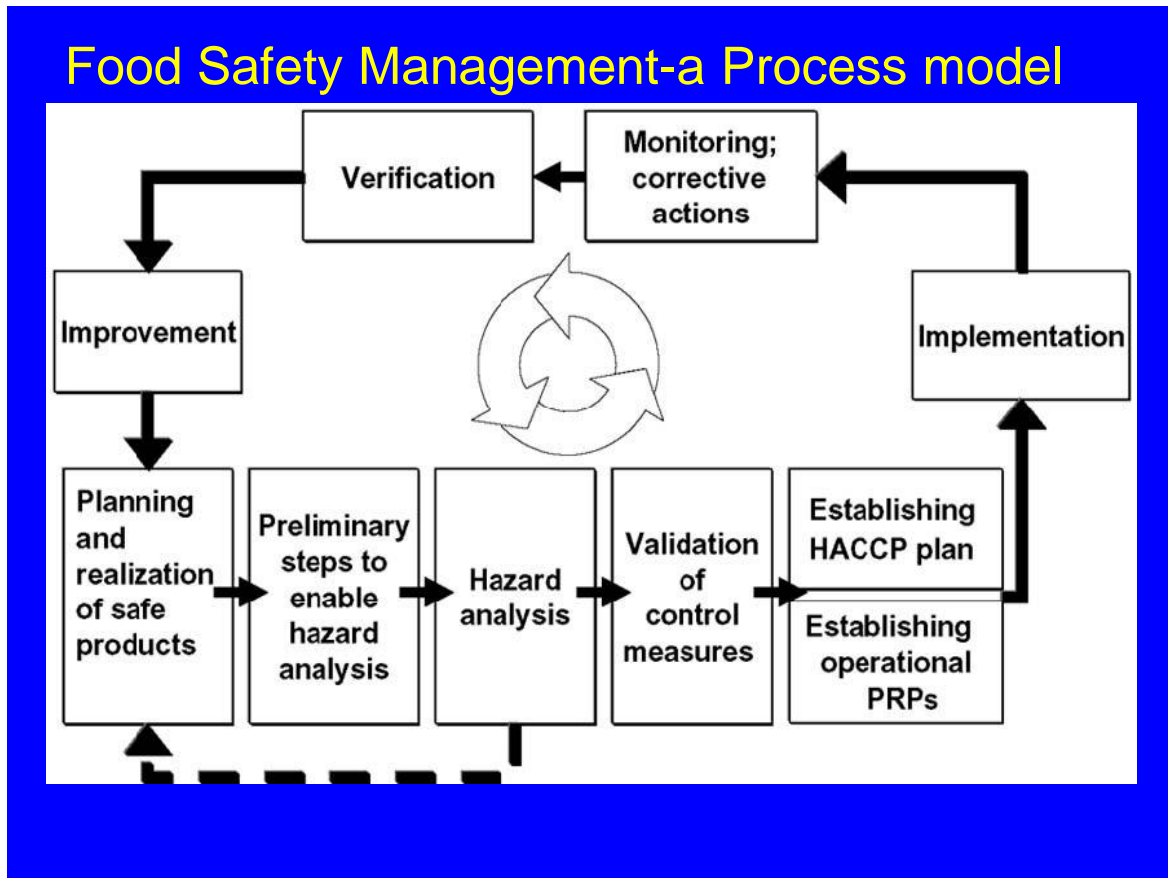 Food Safety Management-a Process model
Verification
Monitoring;
corrective
actions
Improvement
Implementation
Planning
and
realization
of safe
products
Preliminary
steps to
enable
hazard
analysis
Hazard
analysis
Validation
of
control
measures
Establishing
HACCP plan
Establishing
operational
PRPs